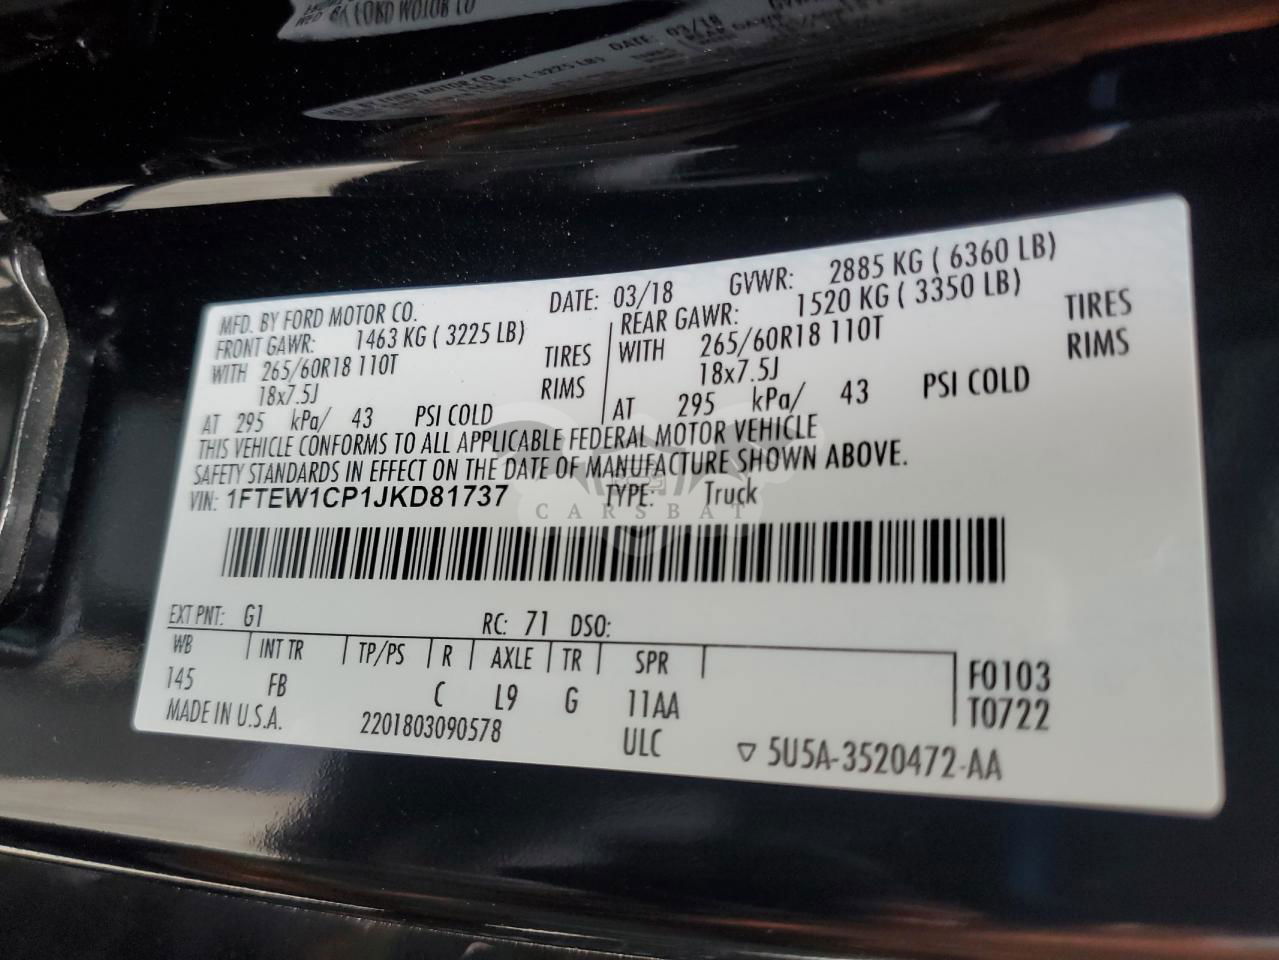 MFD. BY FORD MOTOR CO. DATE: 03/18 GVWR: 2885 KG ( 6360 LB)
FRONT GAWR: 1463 KG ( 3225 LB) REAR GAWR: 1520 KG ( 3350 LB)
WITH 265/60R18 110T TIRES WITH 265/60R18 110T TIRES
18x7.5J RIMS 18x7.5J RIMS
AT 295 kPa/ 43 PSI COLD AT 295 kPa/ 43 PSI COLD
THIS VEHICLE CONFORMS TO ALL APPLICABLE FEDERAL MOTOR VEHICLE
SAFETY STANDARDS IN EFFECT ON THE DATE OF MANUFACTURE SHOWN ABOVE.
VIN: 1FTEW1CP1JKD81737 TYPE: Truck
CARSBAT
EXT PNT: G1 RC: 71 DSO:
WB INT TR TP/PS R AXLE TR SPR F0103
145 FB C L9 G 11AA T0722
MADE IN U.S.A. 2201803090578 ULC ▽ 5U5A-3520472-AA